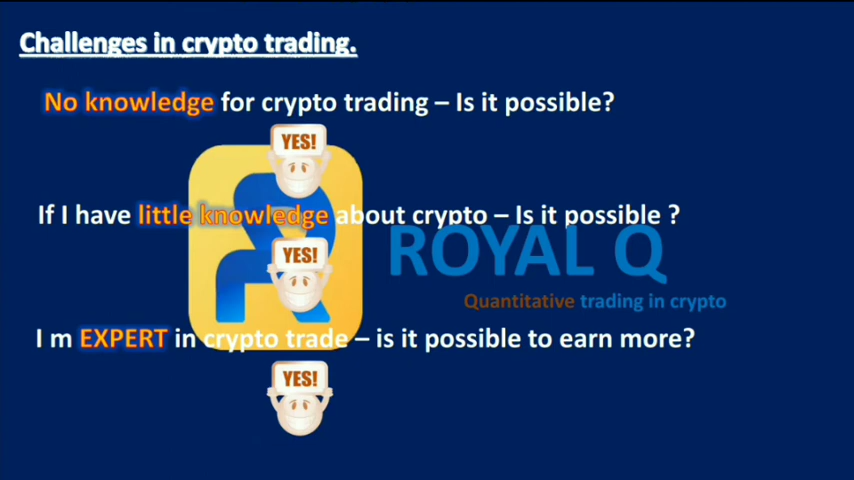 Challenges in crypto trading.
No knowledge for crypto trading – Is it possible?
YES!
If I have little knowledge about crypto – Is it possible ?
ROYAL Q
YES!
Quantitative trading in crypto
I m EXPERT in crypto trade – is it possible to earn more?
YES!